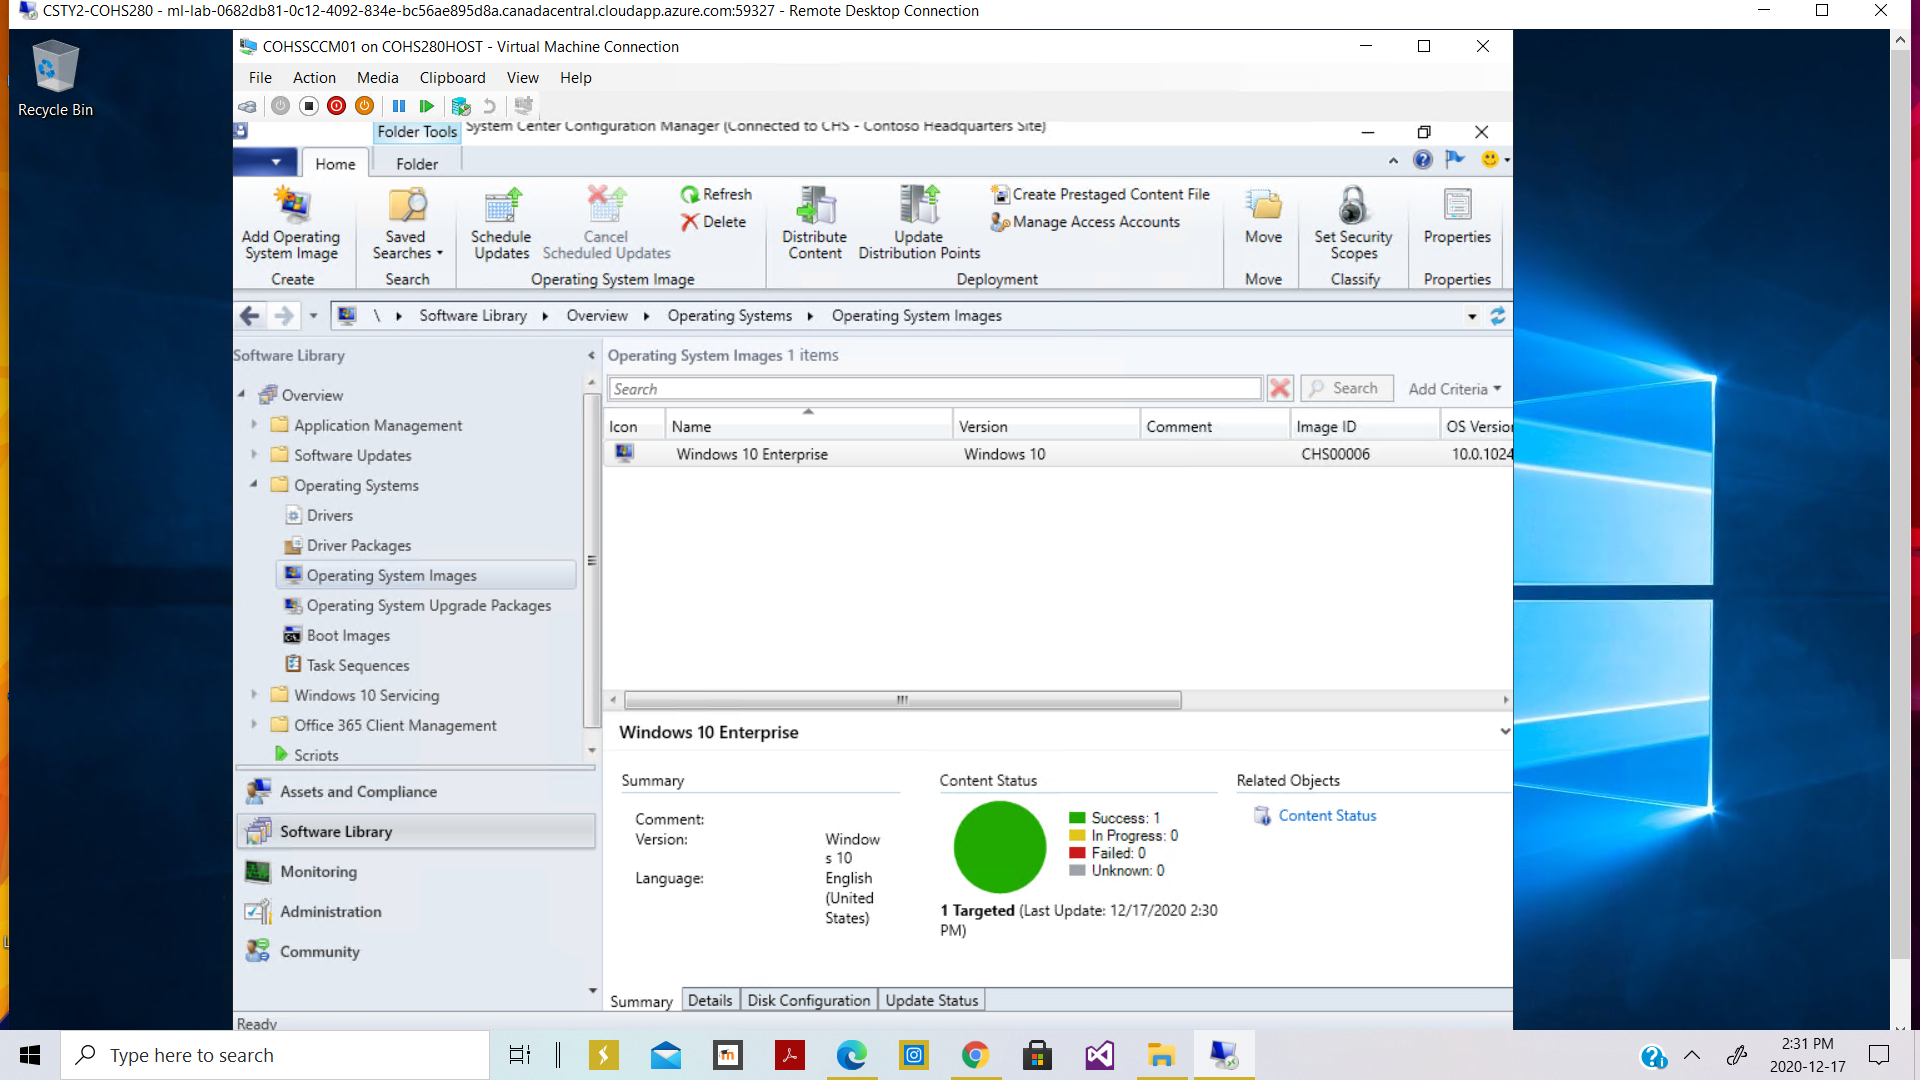 CSTY2-COHS280 - ml-lab-0682db81-0c12-4092-834e-bc56ae895d8a.canadacentral.cloudapp.azure.com:59327 - Remote Desktop Connection
Recycle Bin
COHSSCCM01 on COHS280HOST - Virtual Machine Connection
File Action Media Clipboard View Help
Folder Tools System Center Configuration Manager (Connected to CHS - Contoso Headquarters Site)
Home Folder
Add Operating System Image
Create
Saved Searches
Search
Schedule Updates
Cancel Scheduled Updates
Refresh
Delete
Operating System Image
Distribute Content
Update Distribution Points
Create Prestaged Content File
Manage Access Accounts
Deployment
Move
Move
Set Security Scopes
Classify
Properties
Properties
\ Software Library Overview Operating Systems Operating System Images
Software Library
Overview
Application Management
Software Updates
Operating Systems
Drivers
Driver Packages
Operating System Images
Operating System Upgrade Packages
Boot Images
Task Sequences
Windows 10 Servicing
Office 365 Client Management
Scripts
Assets and Compliance
Software Library
Monitoring
Administration
Community
Operating System Images 1 items
Search Search Add Criteria
Icon Name Version Comment Image ID OS Versio
Windows 10 Enterprise Windows 10 CHS00006 10.0.1024
Windows 10 Enterprise
Summary
Comment:
Version: Windows 10
Language: English (United States)
Content Status
Success: 1
In Progress: 0
Failed: 0
Unknown: 0
1 Targeted (Last Update: 12/17/2020 2:30 PM)
Related Objects
Content Status
Summary Details Disk Configuration Update Status
Ready
Type here to search
2:31 PM
2020-12-17